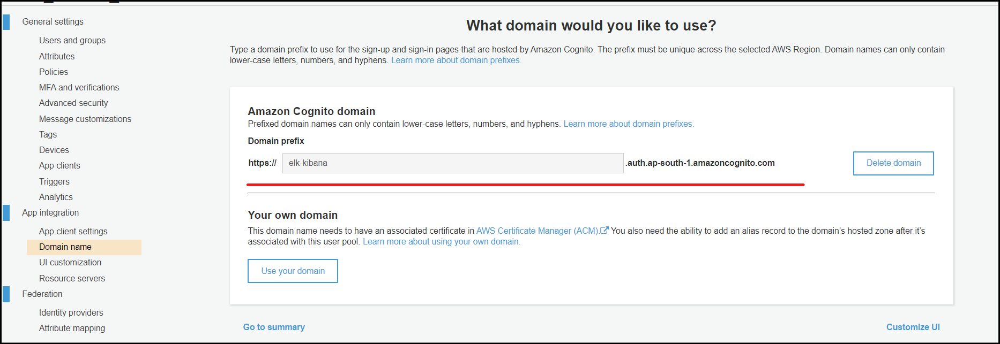 General settings
Users and groups
Attributes
Policies
MFA and verifications
Advanced security
Message customizations
Tags
Devices
App clients
Triggers
Analytics
App integration
App client settings
Domain name
UI customization
Resource servers
Federation
Identity providers
Attribute mapping
What domain would you like to use?
Type a domain prefix to use for the sign-up and sign-in pages that are hosted by Amazon Cognito. The prefix must be unique across the selected AWS Region. Domain names can only contain
lower-case letters, numbers, and hyphens. Learn more about domain prefixes.
Amazon Cognito domain
Prefixed domain names can only contain lower-case letters, numbers, and hyphens. Learn more about domain prefixes.
Domain prefix
https:// elk-kibana .auth.ap-south-1.amazoncognito.com Delete domain
Your own domain
This domain name needs to have an associated certificate in AWS Certificate Manager (ACM). You also need the ability to add an alias record to the domain's hosted zone after it's
associated with this user pool. Learn more about using your own domain.
Use your domain
Go to summary Customize UI